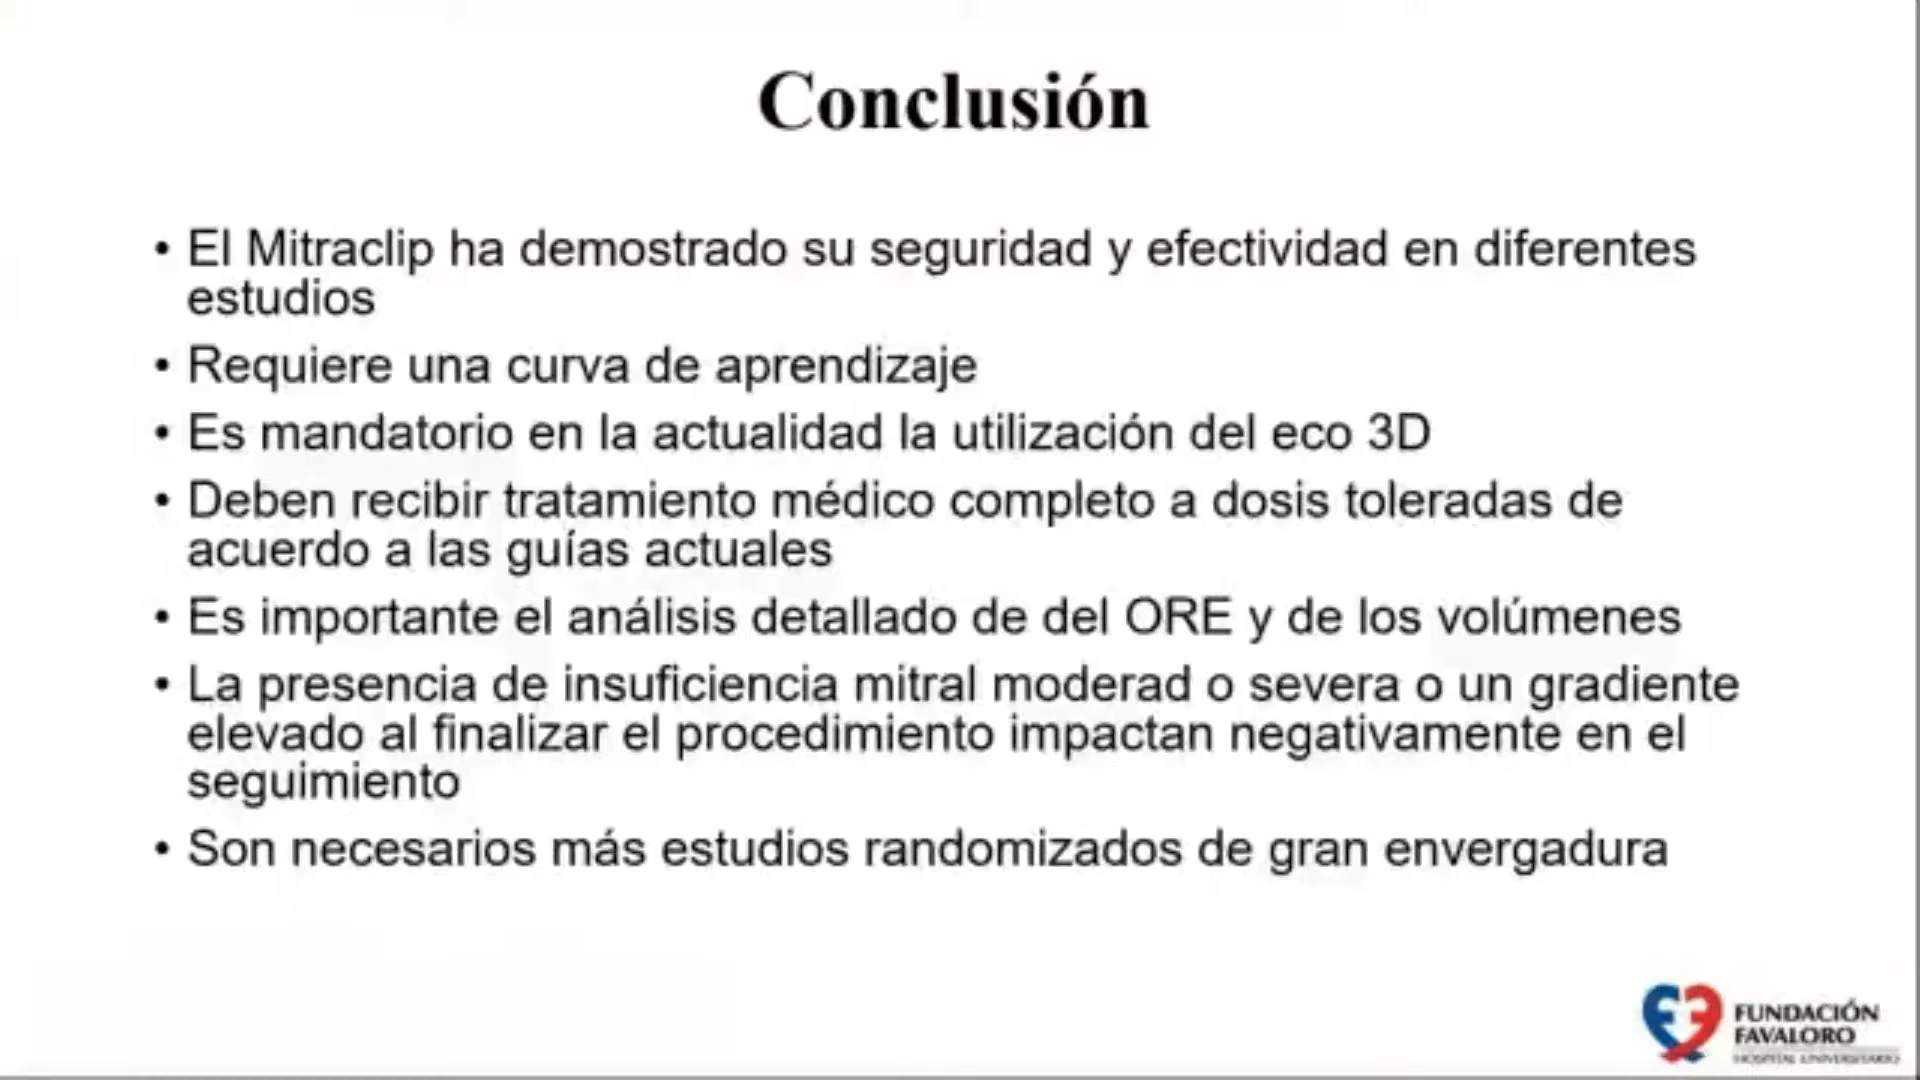 Conclusión
• El Mitraclip ha demostrado su seguridad y efectividad en diferentes
estudios
• Requiere una curva de aprendizaje
• Es mandatorio en la actualidad la utilización del eco 3D
• Deben recibir tratamiento médico completo a dosis toleradas de
acuerdo a las guías actuales
• Es importante el análisis detallado de del ORE y de los volúmenes
• La presencia de insuficiencia mitral moderad o severa o un gradiente
elevado al finalizar el procedimiento impactan negativamente en el
seguimiento
• Son necesarios más estudios randomizados de gran envergadura
FUNDACIÓN
FAVALORO
HOSPITAL UNIVERSITARIO